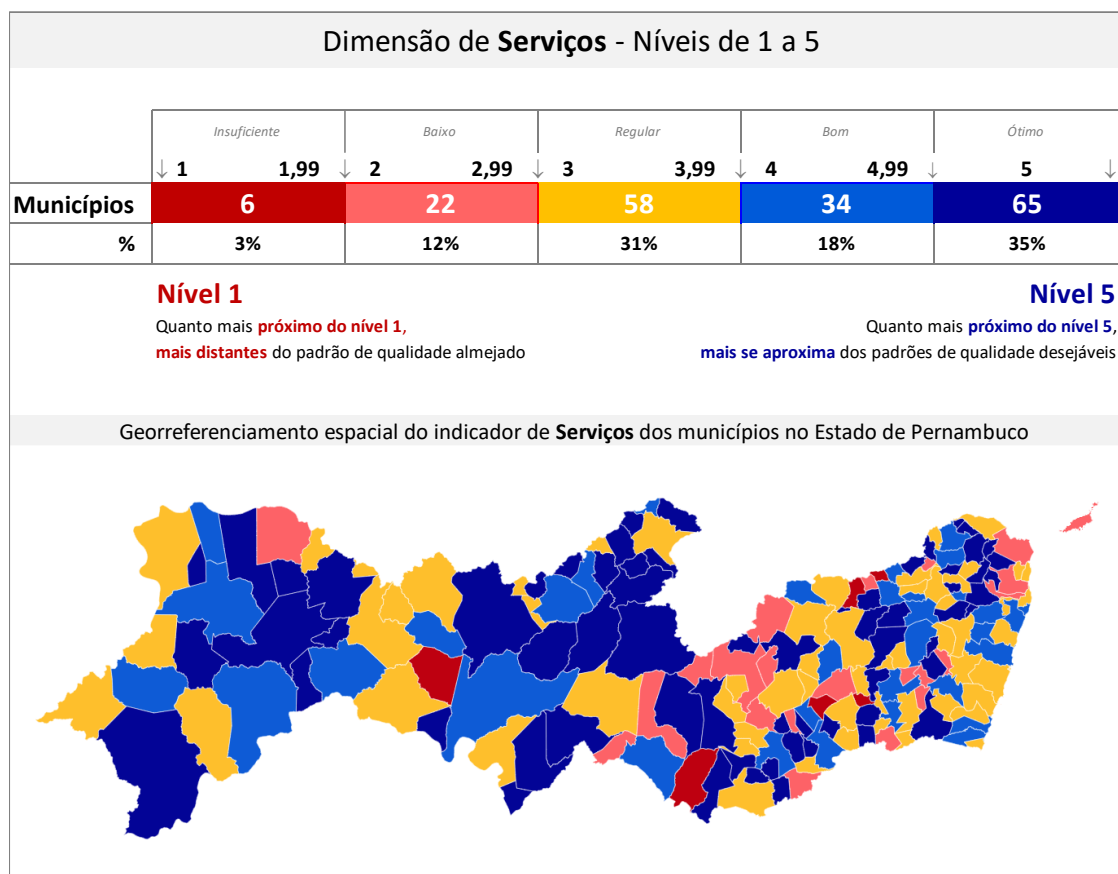 Dimensão de Serviços - Níveis de 1 a 5
Insuficiente Baixo Regular Bom Ótimo
↓ 1 1,99 ↓ 2 2,99 ↓ 3 3,99 ↓ 4 4,99 ↓ 5 ↓
Municípios 6 22 58 34 65
% 3% 12% 31% 18% 35%
Nível 1
Quanto mais próximo do nível 1,
mais distantes do padrão de qualidade almejado
Nível 5
Quanto mais próximo do nível 5,
mais se aproxima dos padrões de qualidade desejáveis
Georreferenciamento espacial do indicador de Serviços dos municípios no Estado de Pernambuco